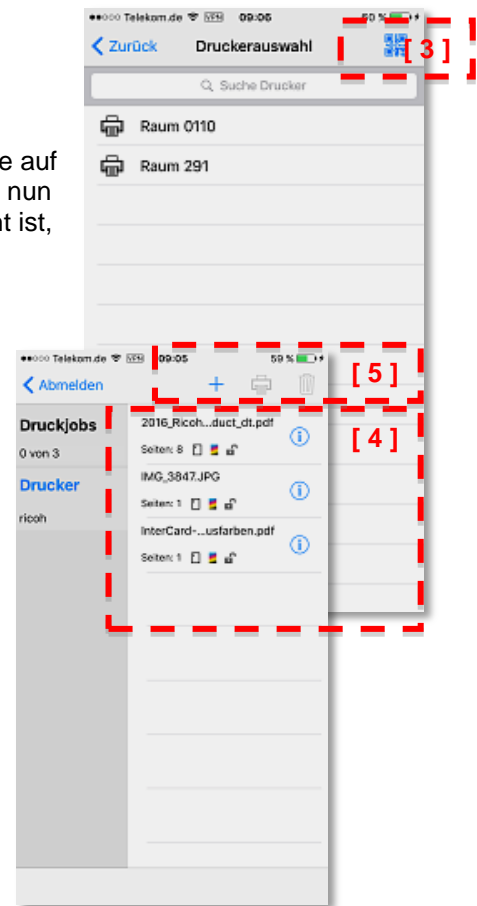 ●●○○○ Telekom.de VPN 09:06
Zurück Druckerauswahl [ 3 ]
Suche Drucker
Raum 0110
Raum 291
e auf
nun
t ist,
●●○○○ Telekom.de VPN 09:05 59 %
Abmelden + [ 5 ]
Druckjobs
0 von 3
Drucker
ricoh
2016_Ricoh...duct_dt.pdf
Seiten: 8
IMG_3847.JPG
Seiten: 1
InterCard-...usfarben.pdf
Seiten: 1
[ 4 ]